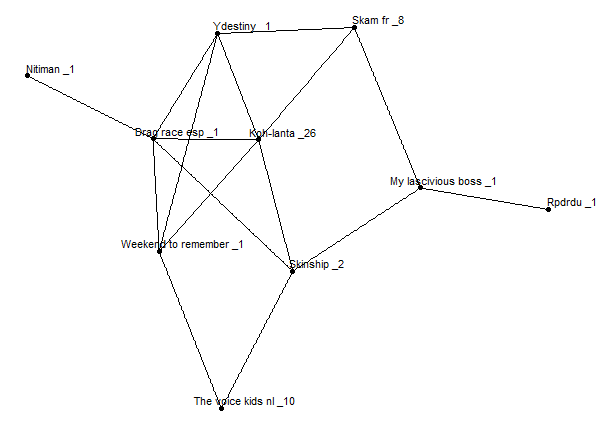 Ydestiny _1
Skam fr _8
Nitiman _1
Drag race esp _1
Koh-lanta _26
My lascivious boss _1
Rpdrdu _1
Weekend to remember _1
Skinship _2
The voice kids nl _10